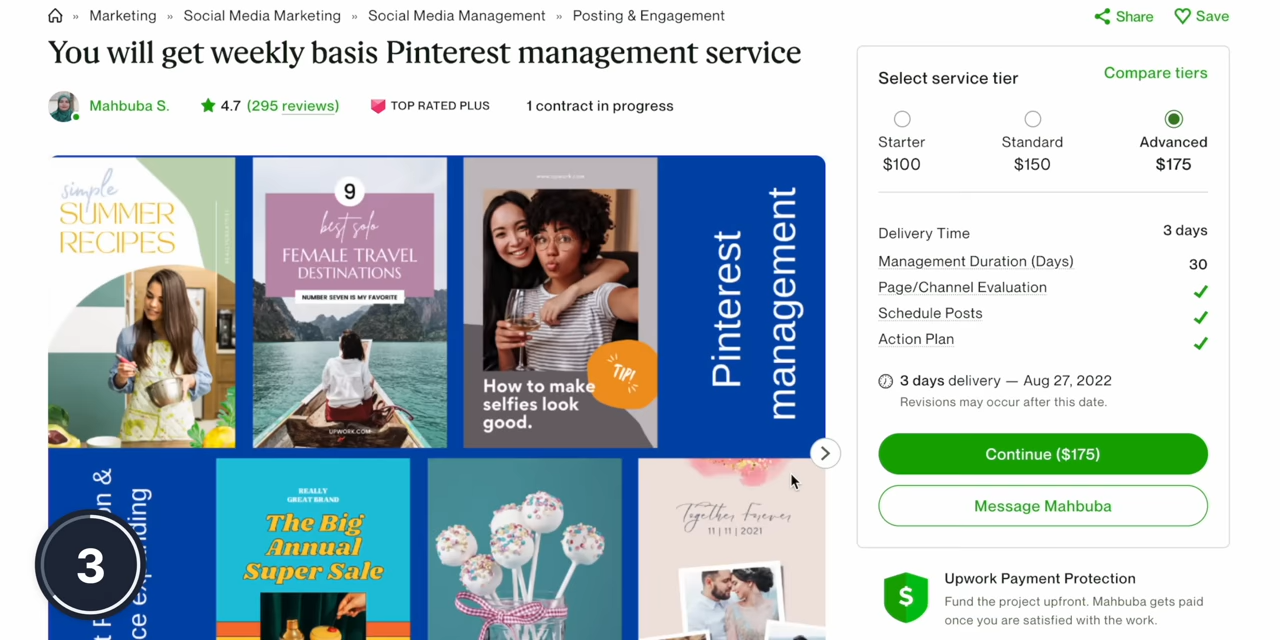 » Marketing » Social Media Marketing » Social Media Management » Posting & Engagement
Share Save
You will get weekly basis Pinterest management service
Mahbuba S. 4.7 (295 reviews) TOP RATED PLUS 1 contract in progress
simple
SUMMER
RECIPES
9
best solo
FEMALE TRAVEL
DESTINATIONS
NUMBER SEVEN IS MY FAVORITE
UPWORK.COM
www.upwork.com
TIP!
How to make
selfies look
good.
Pinterest
management
on &
REALLY
GREAT BRAND
The Big
Annual
Super Sale
Together Forever
11 | 11 | 2021
3
Select service tier
Compare tiers
Starter Standard Advanced
$100 $150 $175
Delivery Time 3 days
Management Duration (Days) 30
Page/Channel Evaluation
Schedule Posts
Action Plan
3 days delivery — Aug 27, 2022
Revisions may occur after this date.
Continue ($175)
Message Mahbuba
$
Upwork Payment Protection
Fund the project upfront. Mahbuba gets paid
once you are satisfied with the work.